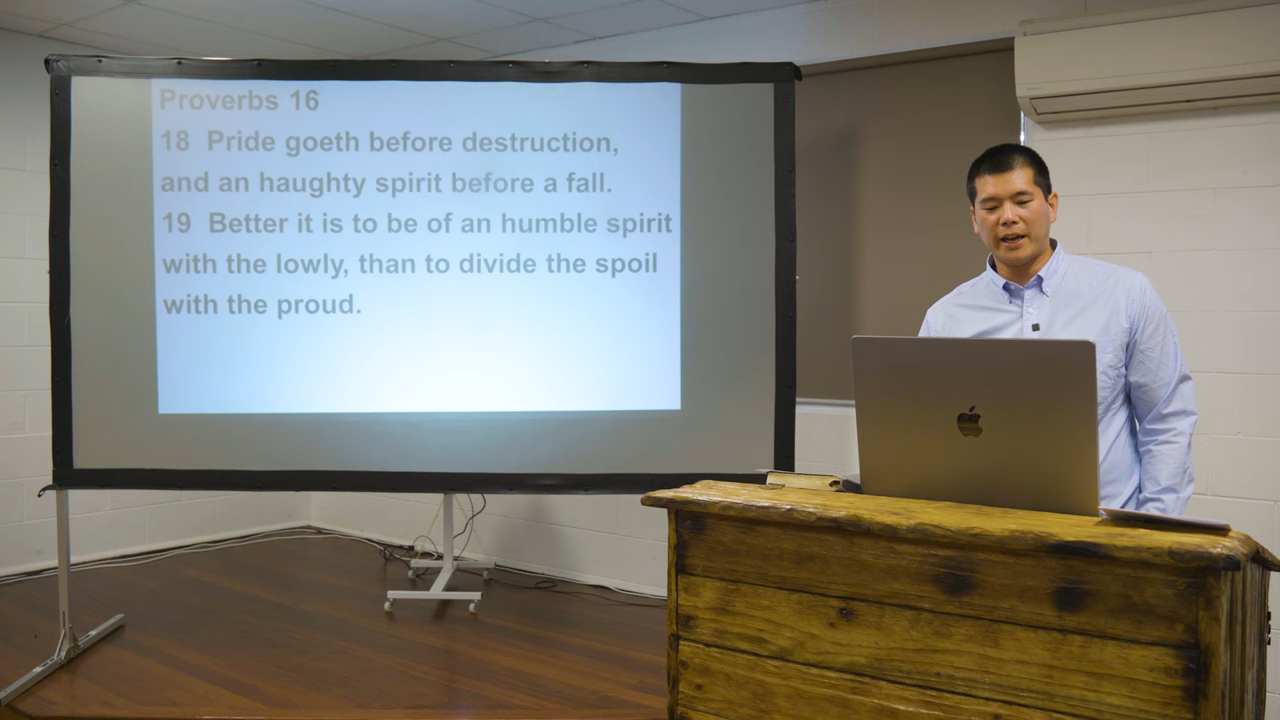 Proverbs 16
18 Pride goeth before destruction,
and an haughty spirit before a fall.
19 Better it is to be of an humble spirit
with the lowly, than to divide the spoil
with the proud.